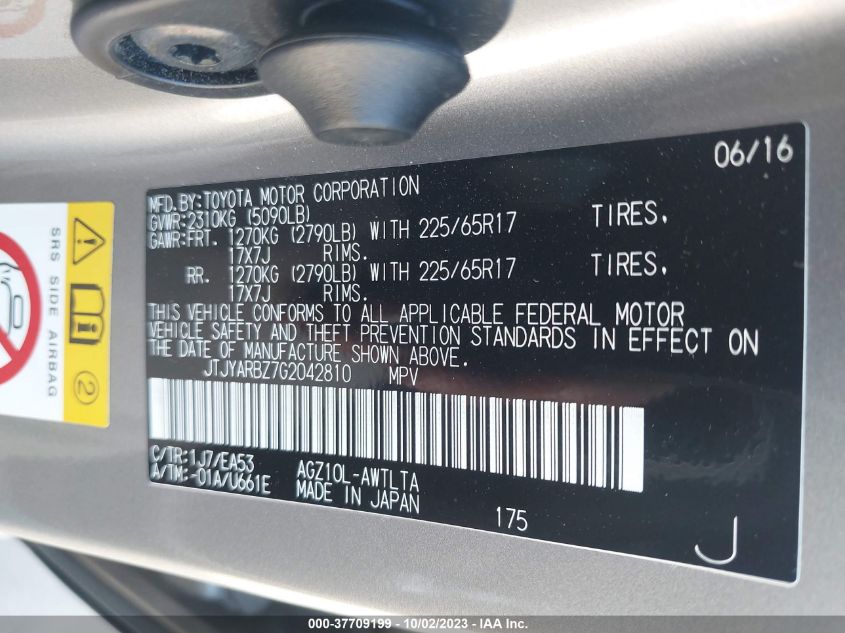 06/16
MFD.BY:TOYOTA MOTOR CORPORATION
GVWR:2310KG (5090LB)
GAWR:FRT. 1270KG (2790LB) WITH 225/65R17 TIRES,
17X7J RIMS.
RR. 1270KG (2790LB) WITH 225/65R17 TIRES,
17X7J RIMS.
THIS VEHICLE CONFORMS TO ALL APPLICABLE FEDERAL MOTOR
VEHICLE SAFETY AND THEFT PREVENTION STANDARDS IN EFFECT ON
THE DATE OF MANUFACTURE SHOWN ABOVE.
JTJYARBZ7G2042810 MPV
C/TR:1J7/EA53 AGZ10L-AWTLTA
A/TM:-01A/U661E MADE IN JAPAN
175
J
SRS SIDE AIRBAG
2
000-37709199 - 10/02/2023 - IAA Inc.